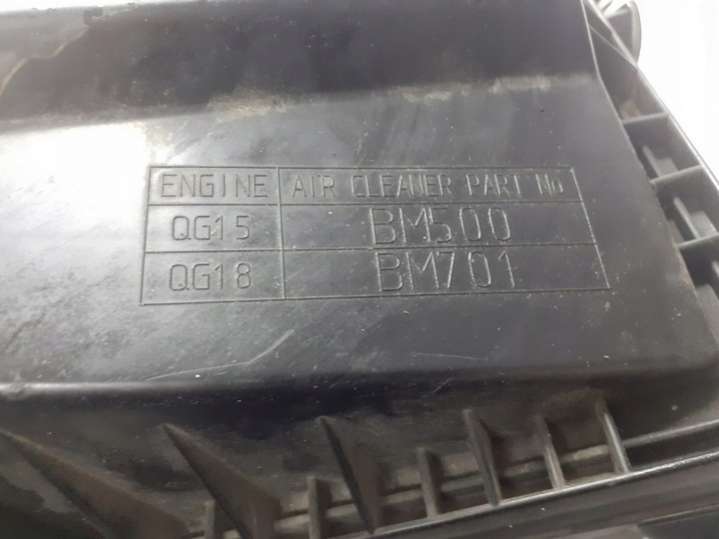 ENGINE AIR CLEANER PART No
QG15 BM500
QG18 BM701